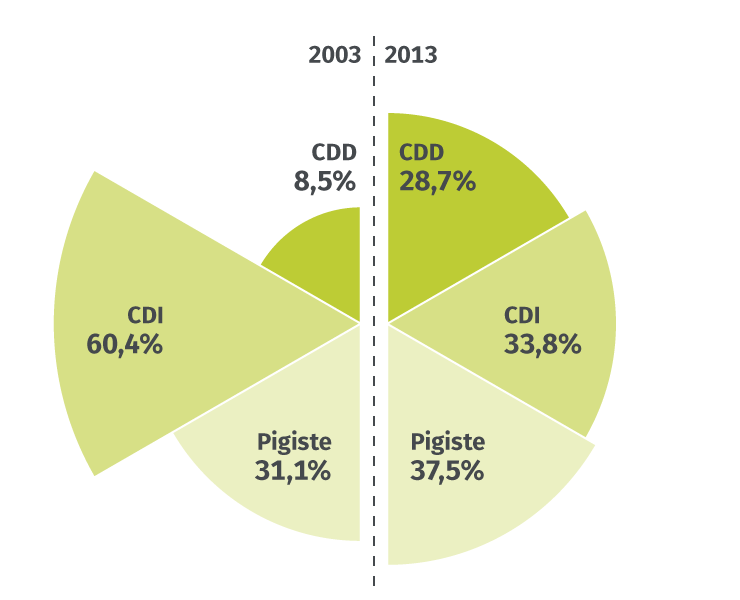 2003
2013
CDD
8,5%
CDI
60,4%
Pigiste
31,1%
CDD
28,7%
CDI
33,8%
Pigiste
37,5%